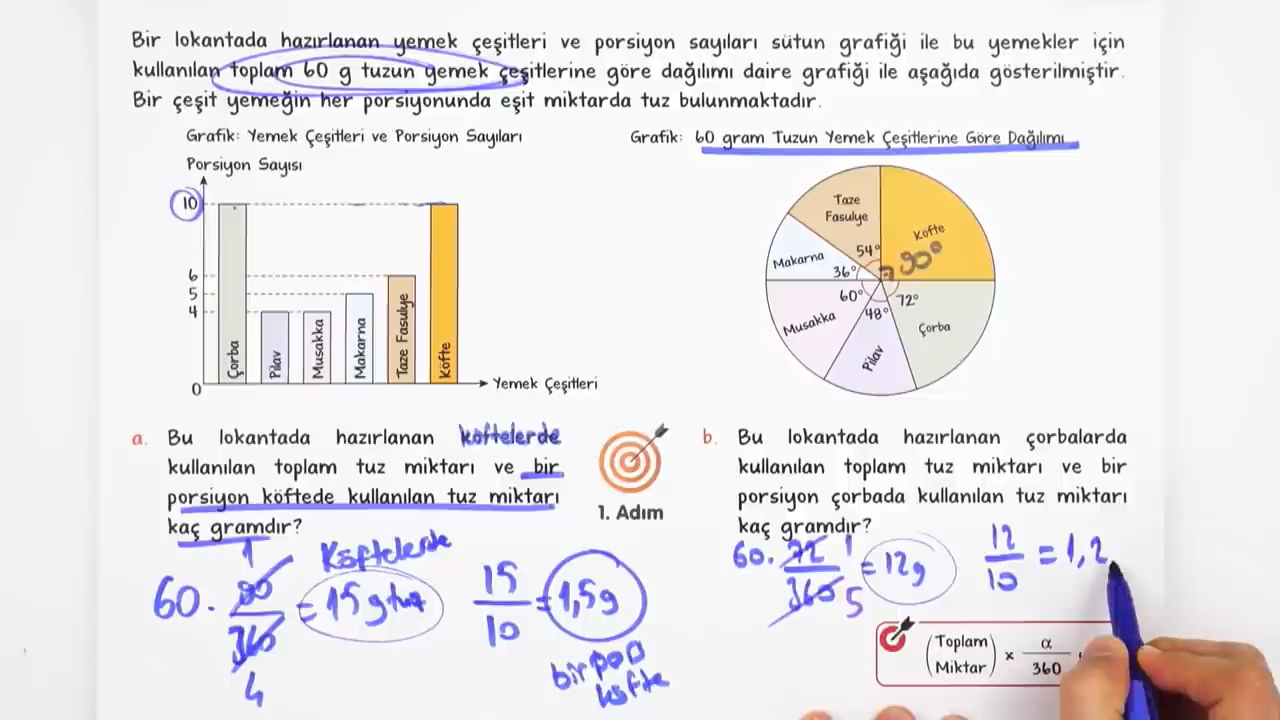 Bir lokantada hazırlanan yemek çeşitleri ve porsiyon sayıları sütun grafiği ile bu yemekler için
kullanılan toplam 60 g tuzun yemek çeşitlerine göre dağılımı daire grafiği ile aşağıda gösterilmiştir.
Bir çeşit yemeğin her porsiyonunda eşit miktarda tuz bulunmaktadır.
Grafik: Yemek Çeşitleri ve Porsiyon Sayıları
Porsiyon Sayısı
10
6
5
4
0
Çorba
Pilav
Musakka
Makarna
Taze Fasulye
Köfte
Yemek Çeşitleri
Grafik: 60 gram Tuzun Yemek Çeşitlerine Göre Dağılımı
Taze
Fasulye
Köfte
Makarna
54°
90°
36°
60°
72°
48°
Musakka
Çorba
Pilav
a. Bu lokantada hazırlanan köftelerde
kullanılan toplam tuz miktarı ve bir
porsiyon köftede kullanılan tuz miktarı
kaç gramdır?
1
60 . 90/360 = 15 g tuz
4
Köftelerde
15/10 = 1,5g
bir por
köfte
1. Adım
b. Bu lokantada hazırlanan çorbalarda
kullanılan toplam tuz miktarı ve bir
porsiyon çorbada kullanılan tuz miktarı
kaç gramdır?
60 . 72/360 = 12g
1
5
12/10 = 1,2
(Toplam
Miktar) × α/360